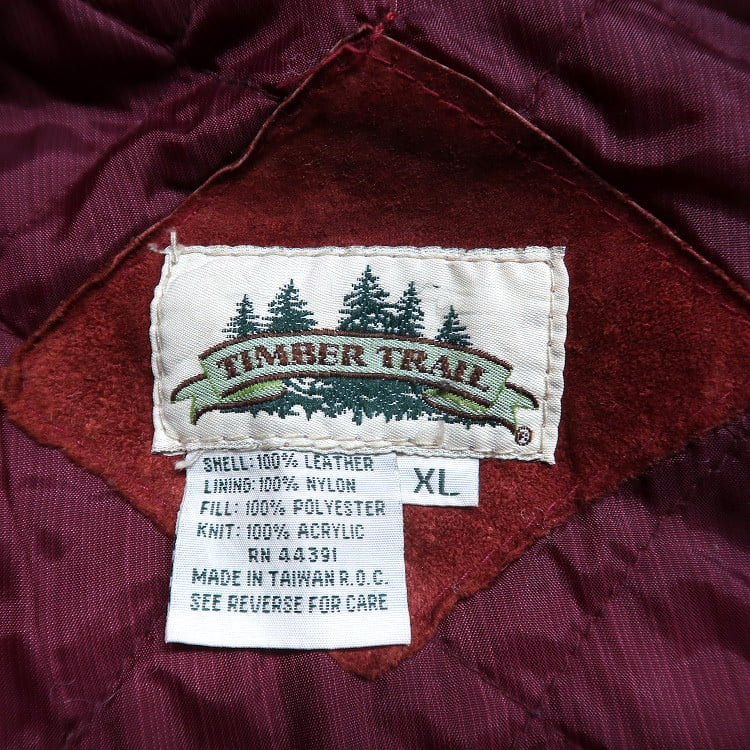 TIMBER TRAIL
®
SHELL: 100% LEATHER
LINING: 100% NYLON
FILL: 100% POLYESTER
KNIT: 100% ACRYLIC
RN 44391
MADE IN TAIWAN R.O.C.
SEE REVERSE FOR CARE
XL